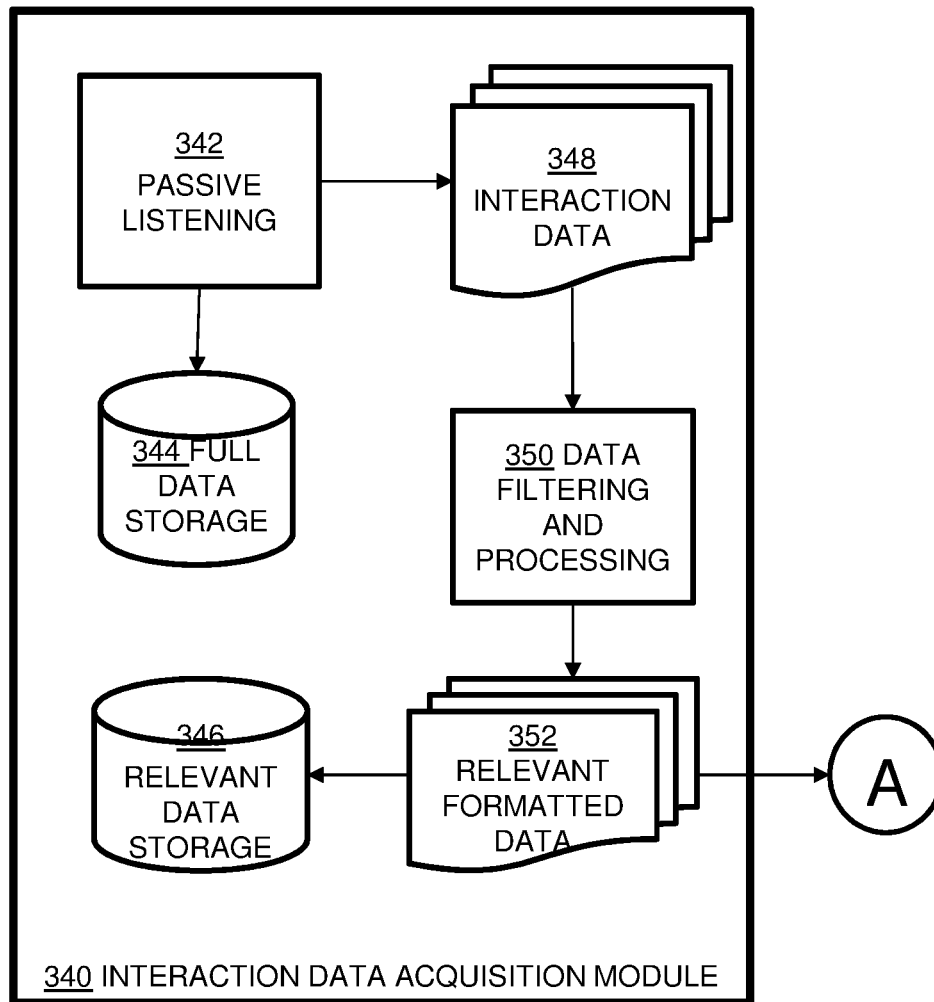 342
PASSIVE
LISTENING
348
INTERACTION
DATA
344 FULL
DATA
STORAGE
350 DATA
FILTERING
AND
PROCESSING
346
RELEVANT
DATA
STORAGE
352
RELEVANT
FORMATTED
DATA
A
340 INTERACTION DATA ACQUISITION MODULE